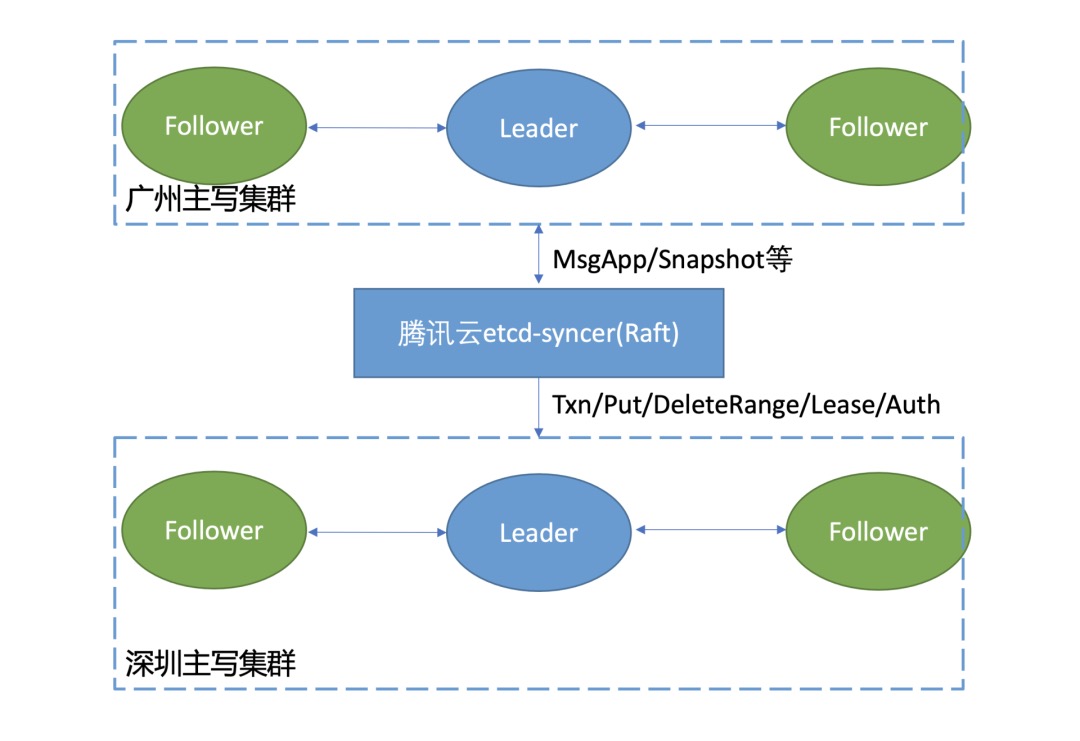 Follower
Leader
Follower
广州主写集群
MsgApp/Snapshot等
腾讯云etcd-syncer(Raft)
Txn/Put/DeleteRange/Lease/Auth
Follower
Leader
Follower
深圳主写集群